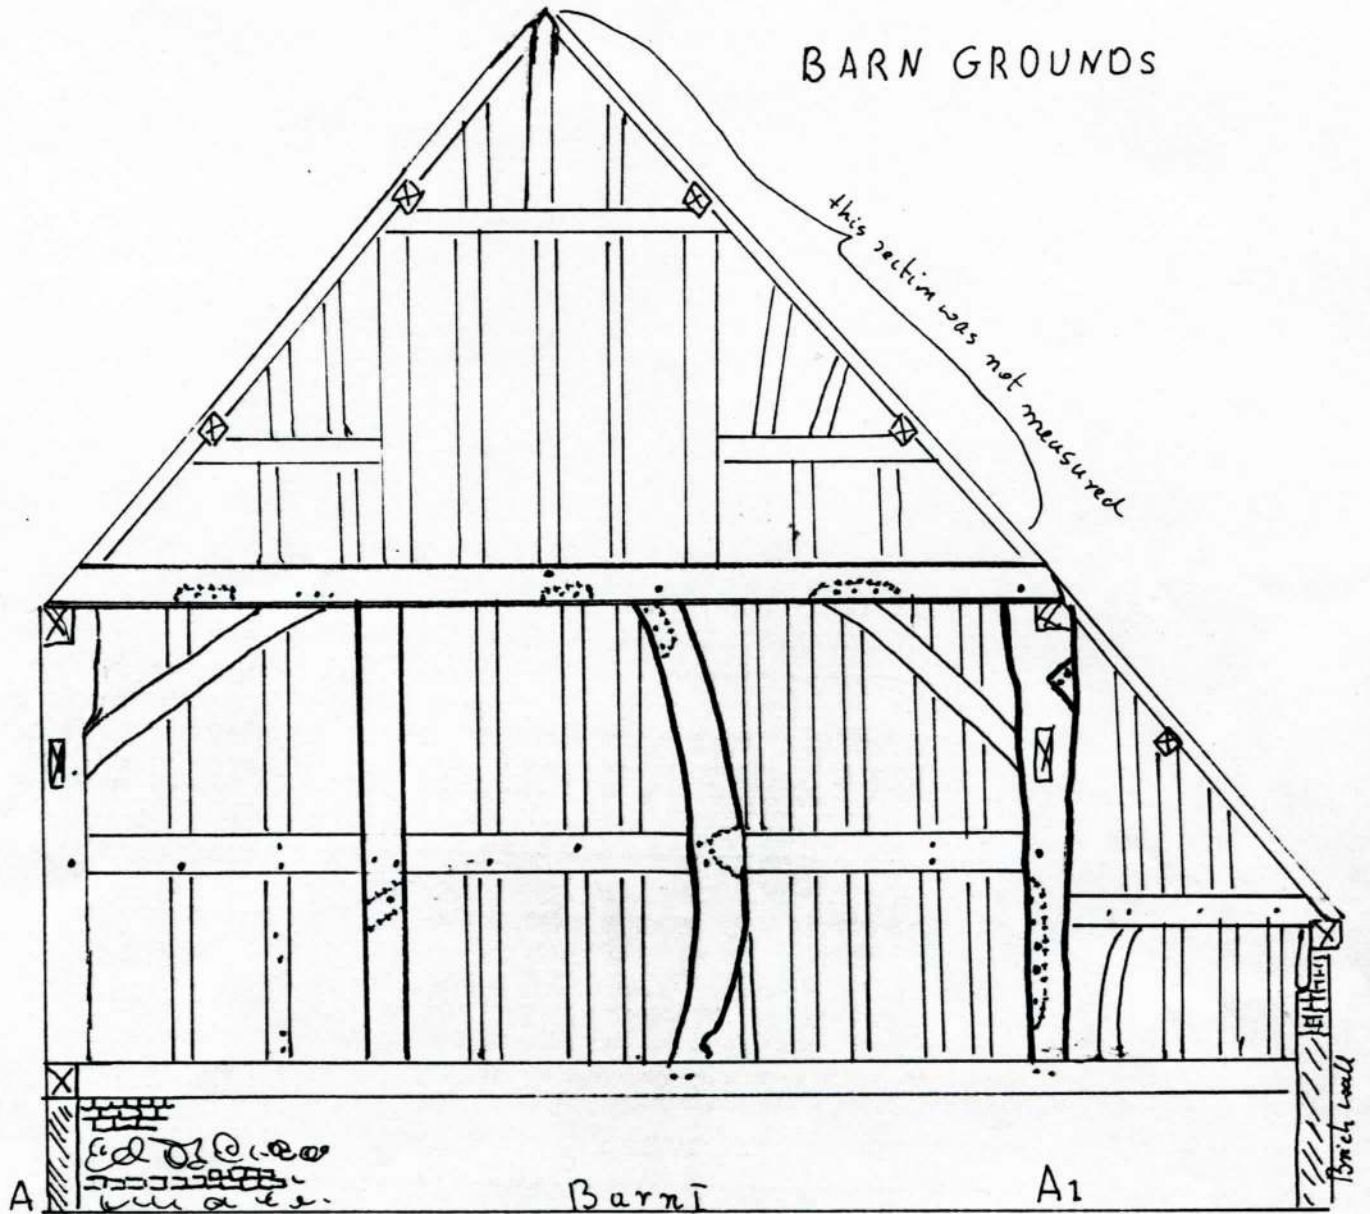 BARN GROUNDS
this section was not measured
Brick wall
A
Barn I
A1